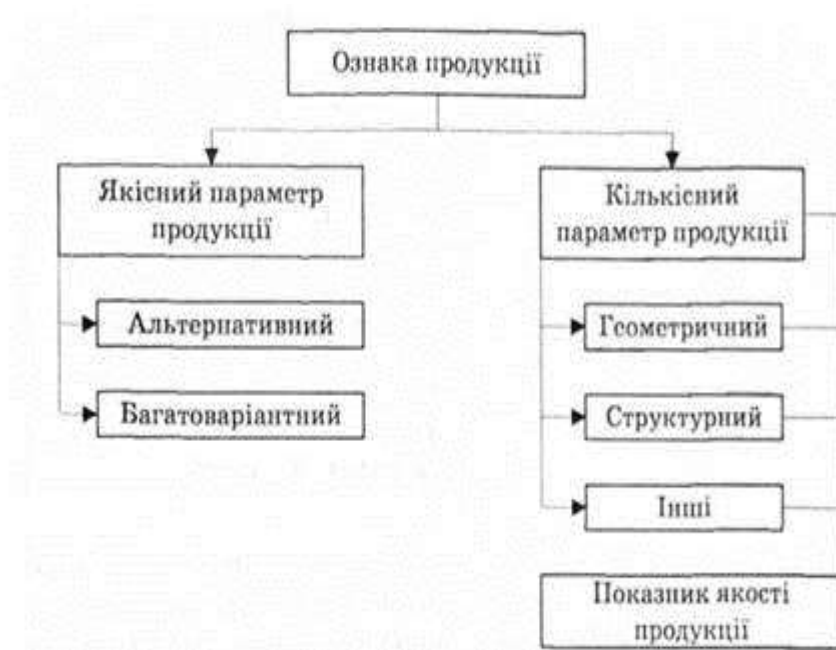 Ознака продукції
Якісний параметр
продукції
Альтернативний
Багатоваріантний
Кількісний
параметр продукції
Геометричний
Структурний
Інші
Показник якості
продукції